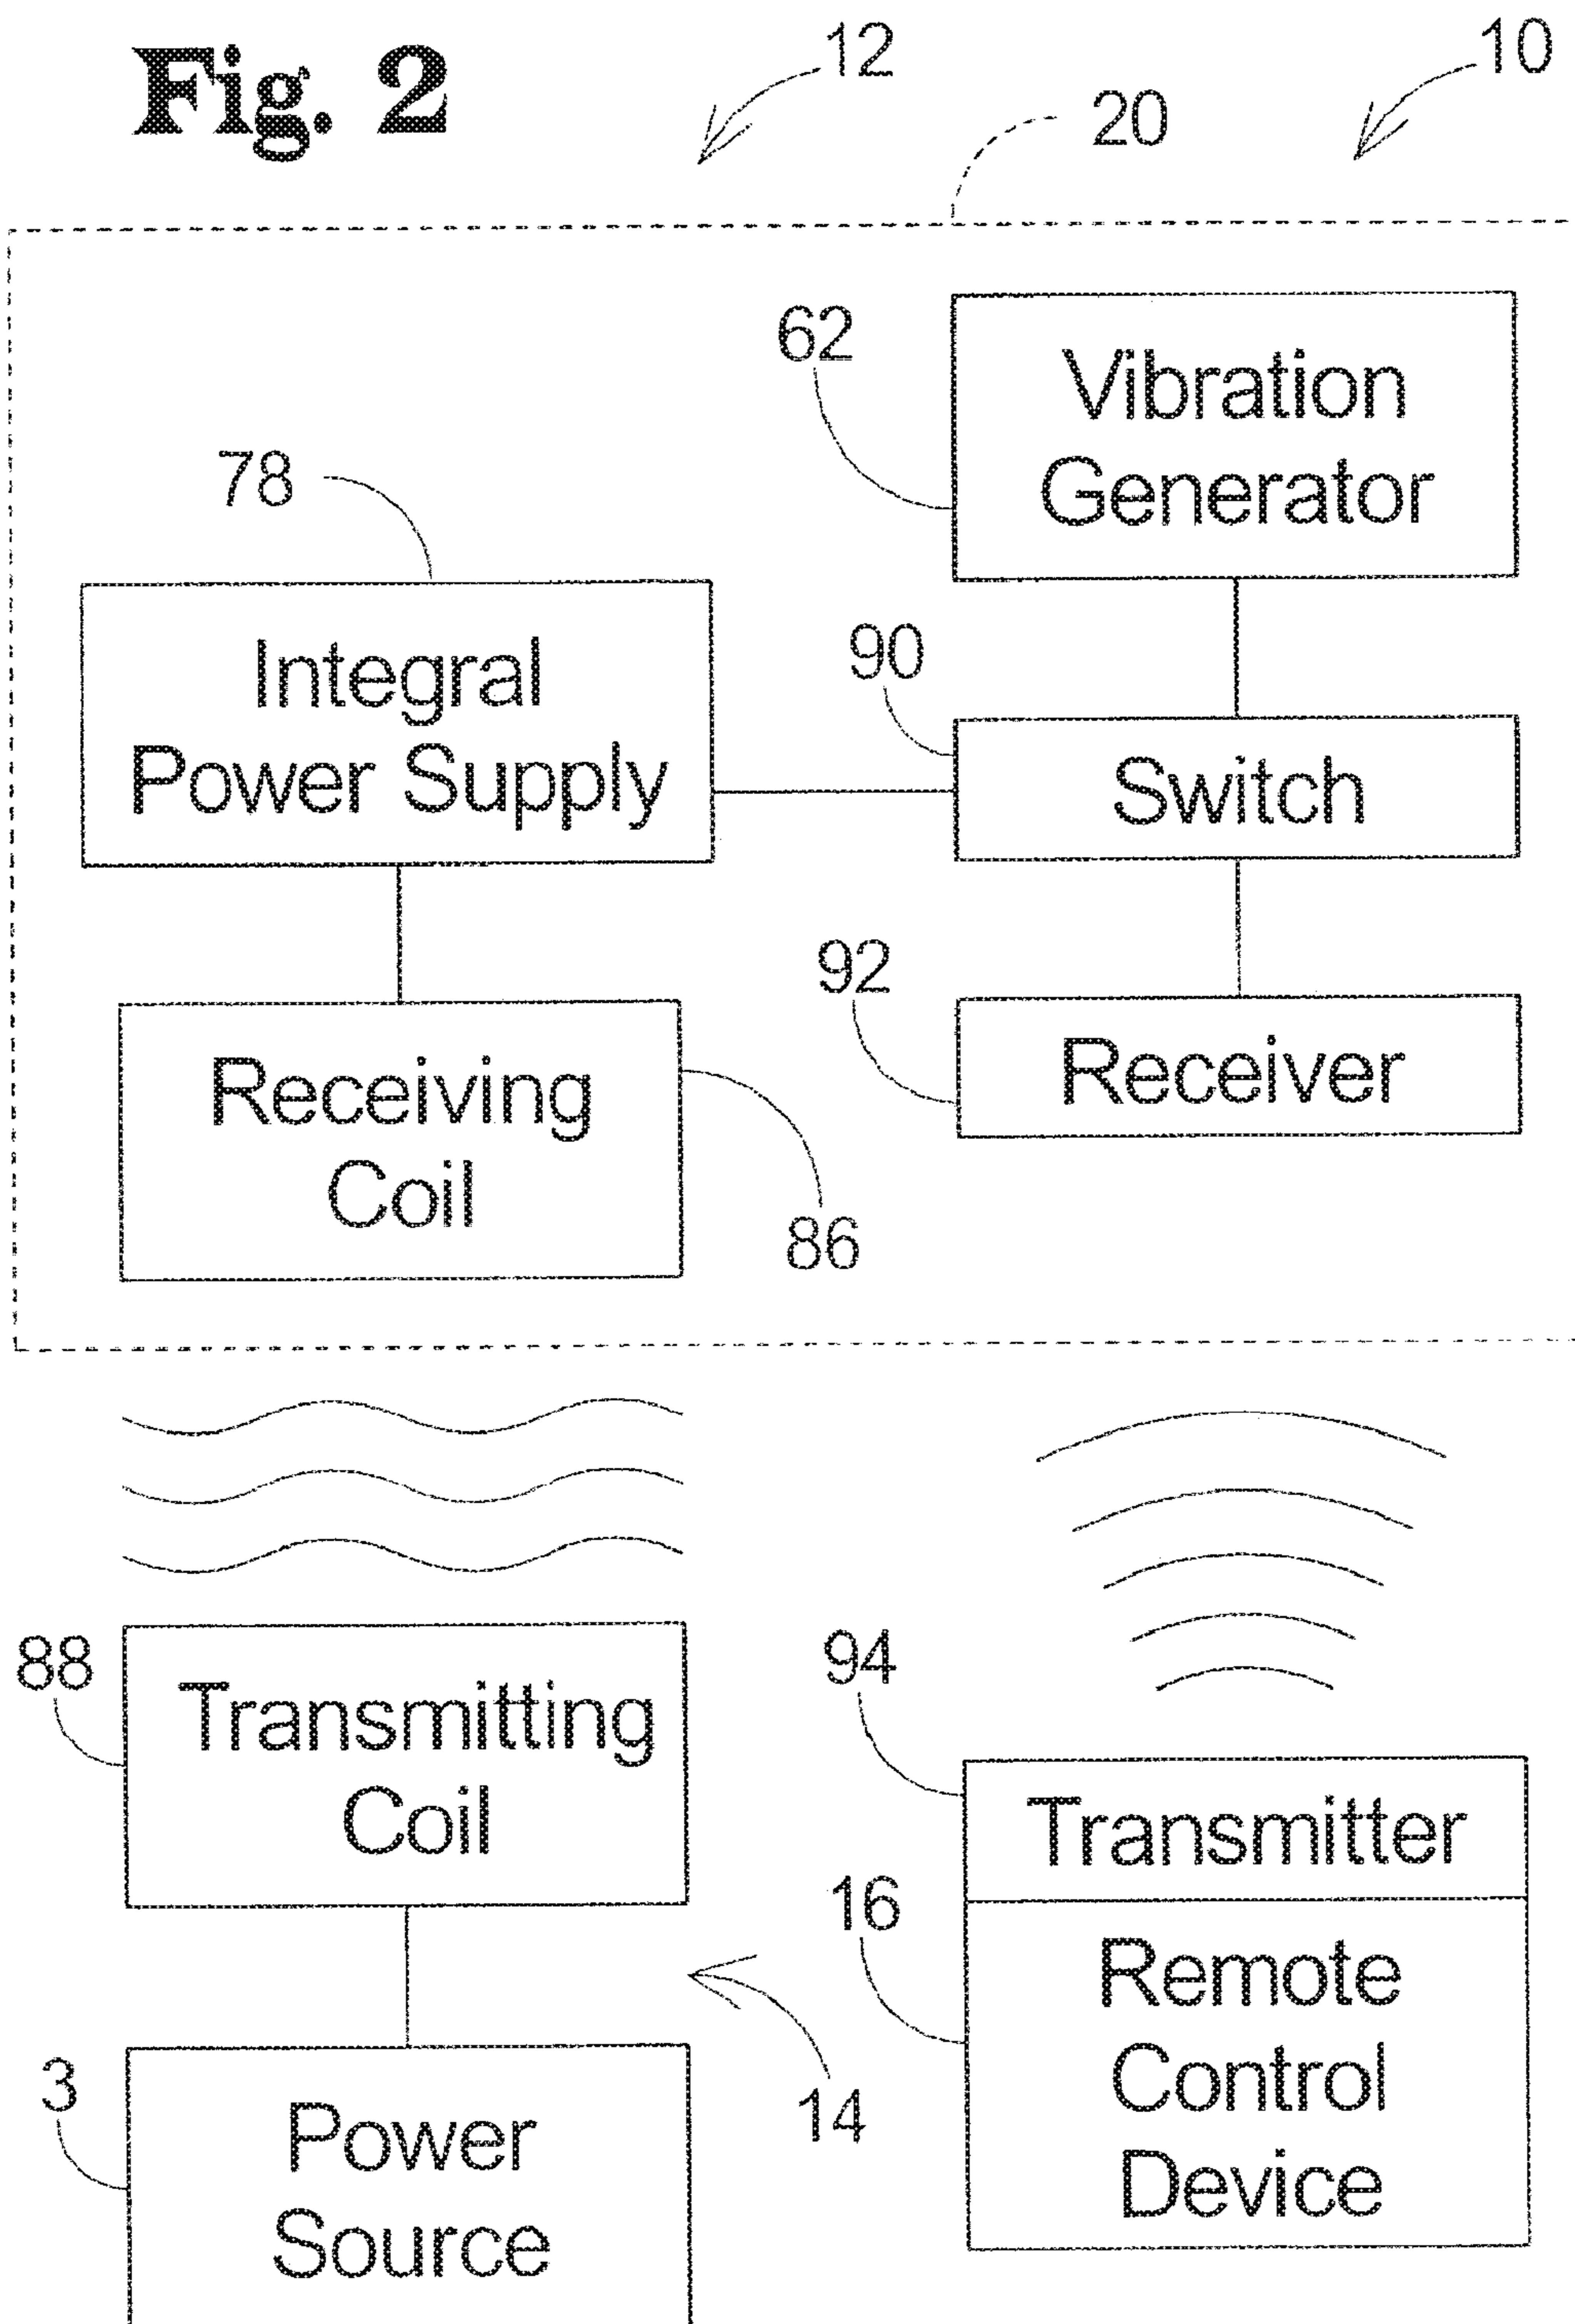 Fig. 2
12
10
20
62
Vibration
Generator
78
Integral
Power Supply
90
Switch
92
Receiver
Receiving
Coil
86
88
Transmitting
Coil
94
Transmitter
16
Remote
Control
Device
14
3
Power
Source